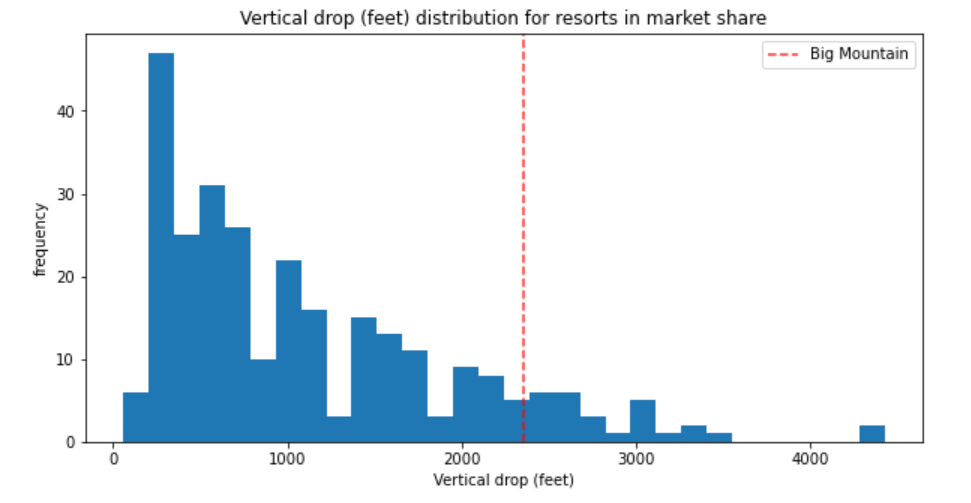 Vertical drop (feet) distribution for resorts in market share
Big Mountain
frequency
40
30
20
10
0
0 1000 2000 3000 4000
Vertical drop (feet)